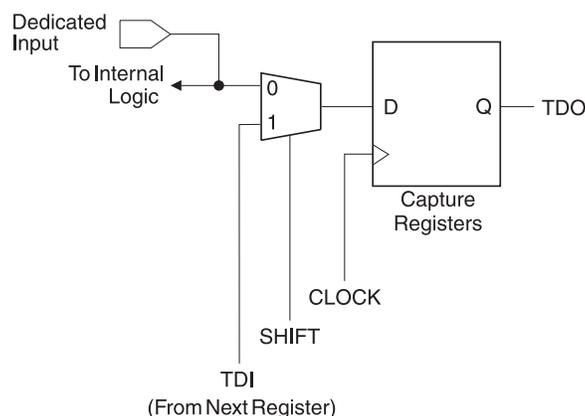 Dedicated
Input
To Internal
Logic
0
1
D
Q
TDO
Capture
Registers
CLOCK
SHIFT
TDI
(From Next Register)